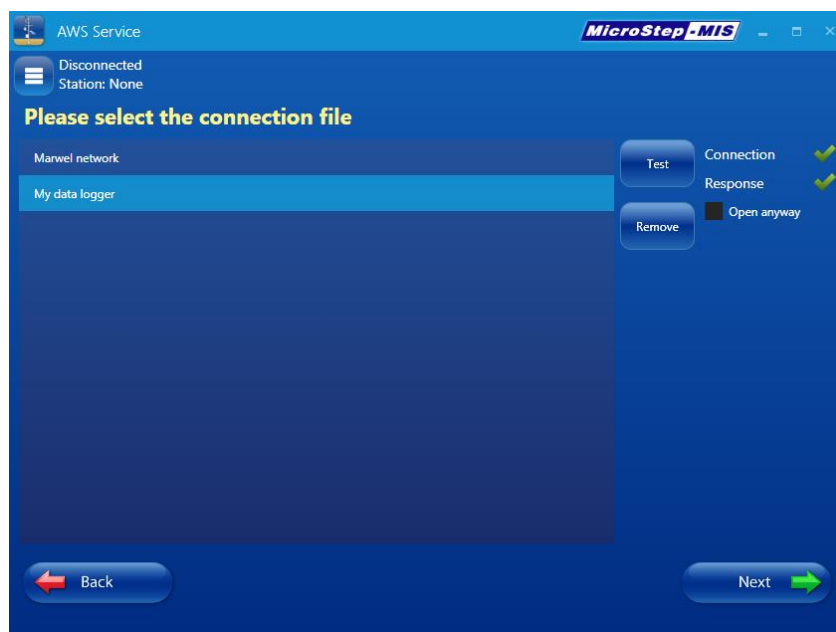 AWS Service
MicroStep-MIS
Disconnected
Station: None
Please select the connection file
Marwel network
My data logger
Test
Connection
Response
Open anyway
Remove
Back
Next